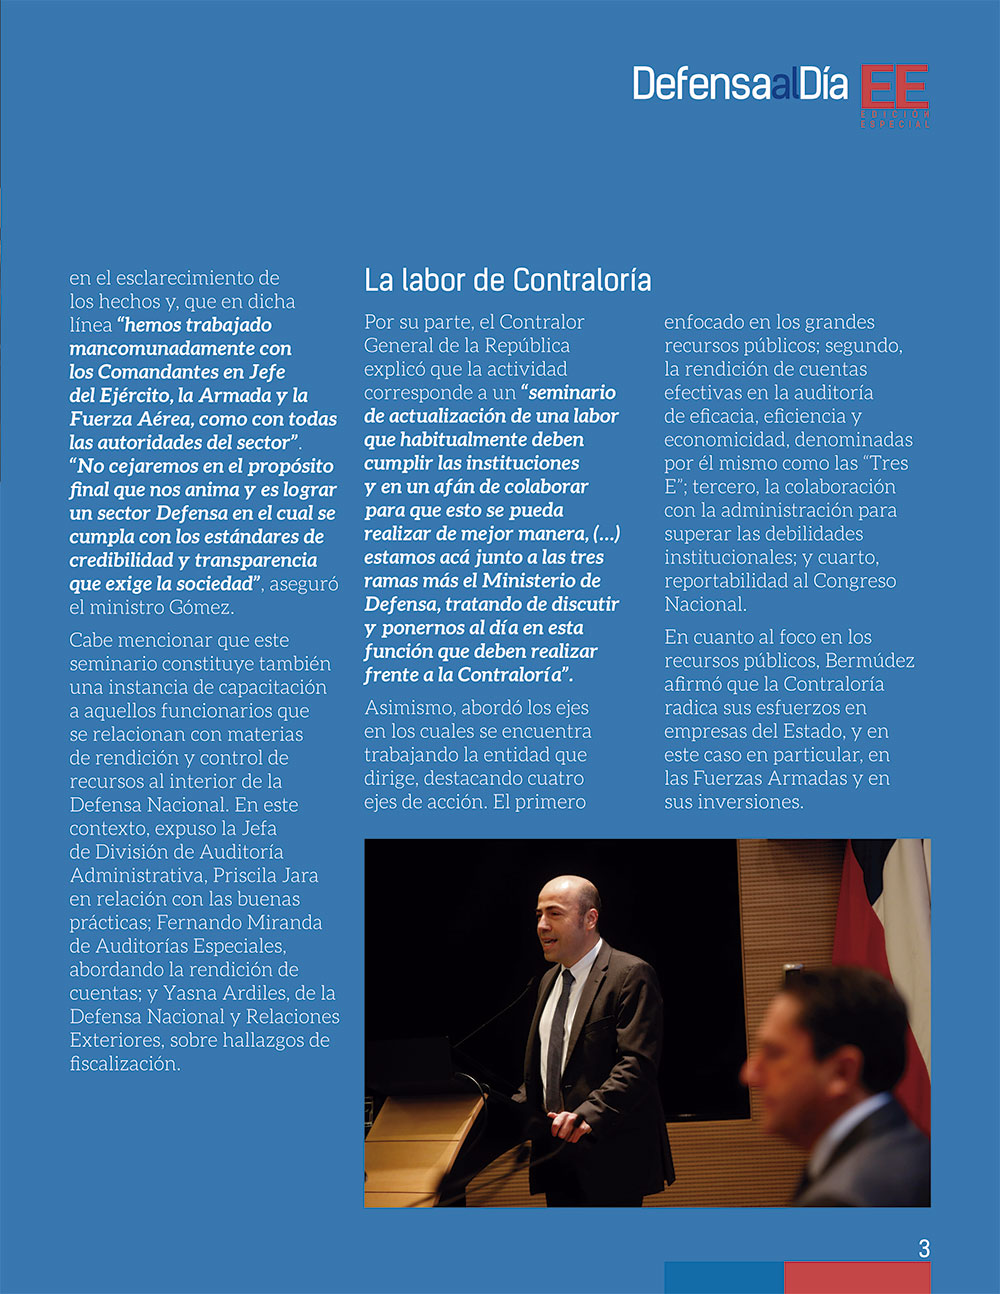 DefensaalDía EE
EDICIÓN
ESPECIAL
en el esclarecimiento de
los hechos y, que en dicha
línea “hemos trabajado
mancomunadamente con
los Comandantes en Jefe
del Ejército, la Armada y la
Fuerza Aérea, como con todas
las autoridades del sector”.
“No cejaremos en el propósito
final que nos anima y es lograr
un sector Defensa en el cual se
cumpla con los estándares de
credibilidad y transparencia
que exige la sociedad”, aseguró
el ministro Gómez.
Cabe mencionar que este
seminario constituye también
una instancia de capacitación
a aquellos funcionarios que
se relacionan con materias
de rendición y control de
recursos al interior de la
Defensa Nacional. En este
contexto, expuso la Jefa
de División de Auditoría
Administrativa, Priscila Jara
en relación con las buenas
prácticas; Fernando Miranda
de Auditorías Especiales,
abordando la rendición de
cuentas; y Yasna Ardiles, de la
Defensa Nacional y Relaciones
Exteriores, sobre hallazgos de
fiscalización.
La labor de Contraloría
Por su parte, el Contralor
General de la República
explicó que la actividad
corresponde a un “seminario
de actualización de una labor
que habitualmente deben
cumplir las instituciones
y en un afán de colaborar
para que esto se pueda
realizar de mejor manera, (...)
estamos acá junto a las tres
ramas más el Ministerio de
Defensa, tratando de discutir
y ponernos al día en esta
función que deben realizar
frente a la Contraloría”.
Asimismo, abordó los ejes
en los cuales se encuentra
trabajando la entidad que
dirige, destacando cuatro
ejes de acción. El primero
enfocado en los grandes
recursos públicos; segundo,
la rendición de cuentas
efectivas en la auditoría
de eficacia, eficiencia y
economicidad, denominadas
por él mismo como las “Tres
E”; tercero, la colaboración
con la administración para
superar las debilidades
institucionales; y cuarto,
reportabilidad al Congreso
Nacional.
En cuanto al foco en los
recursos públicos, Bermúdez
afirmó que la Contraloría
radica sus esfuerzos en
empresas del Estado, y en
este caso en particular, en
las Fuerzas Armadas y en
sus inversiones.
3